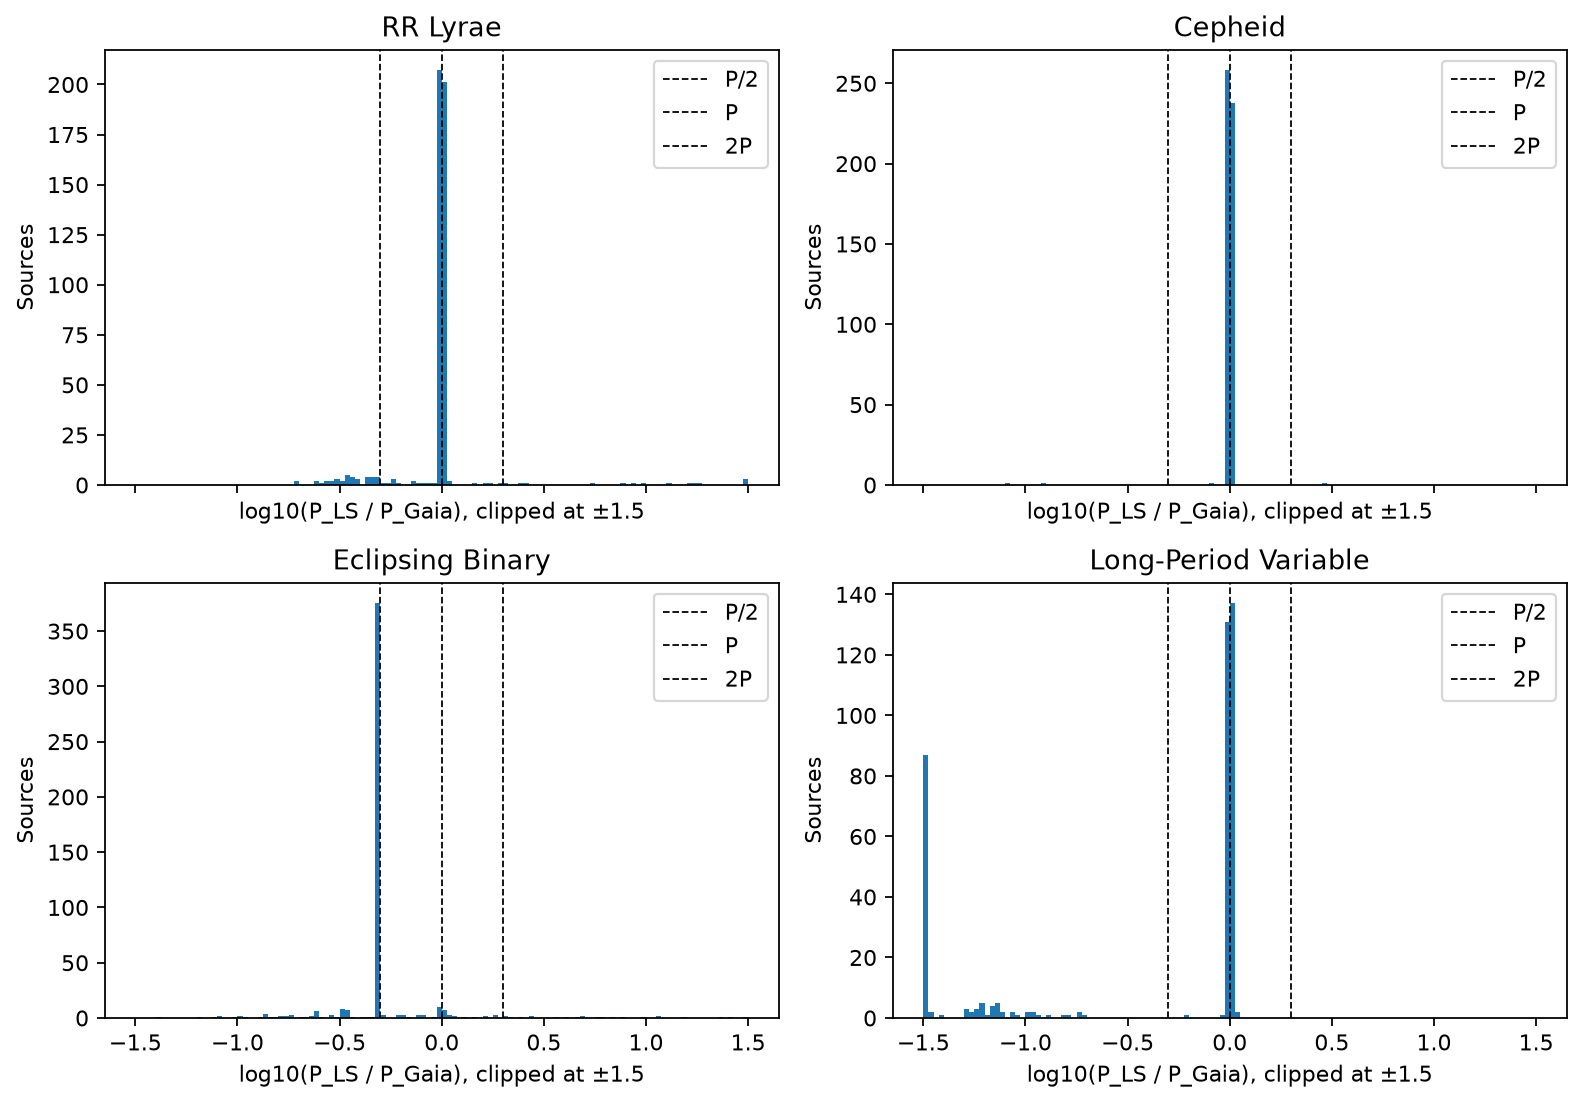 RR Lyrae
Sources
200
175
150
125
100
75
50
25
0
P/2
P
2P
log10(P_LS / P_Gaia), clipped at ±1.5
Cepheid
Sources
250
200
150
100
50
0
P/2
P
2P
log10(P_LS / P_Gaia), clipped at ±1.5
Eclipsing Binary
Sources
350
300
250
200
150
100
50
0
P/2
P
2P
−1.5 −1.0 −0.5 0.0 0.5 1.0 1.5
log10(P_LS / P_Gaia), clipped at ±1.5
Long-Period Variable
Sources
140
120
100
80
60
40
20
0
P/2
P
2P
−1.5 −1.0 −0.5 0.0 0.5 1.0 1.5
log10(P_LS / P_Gaia), clipped at ±1.5